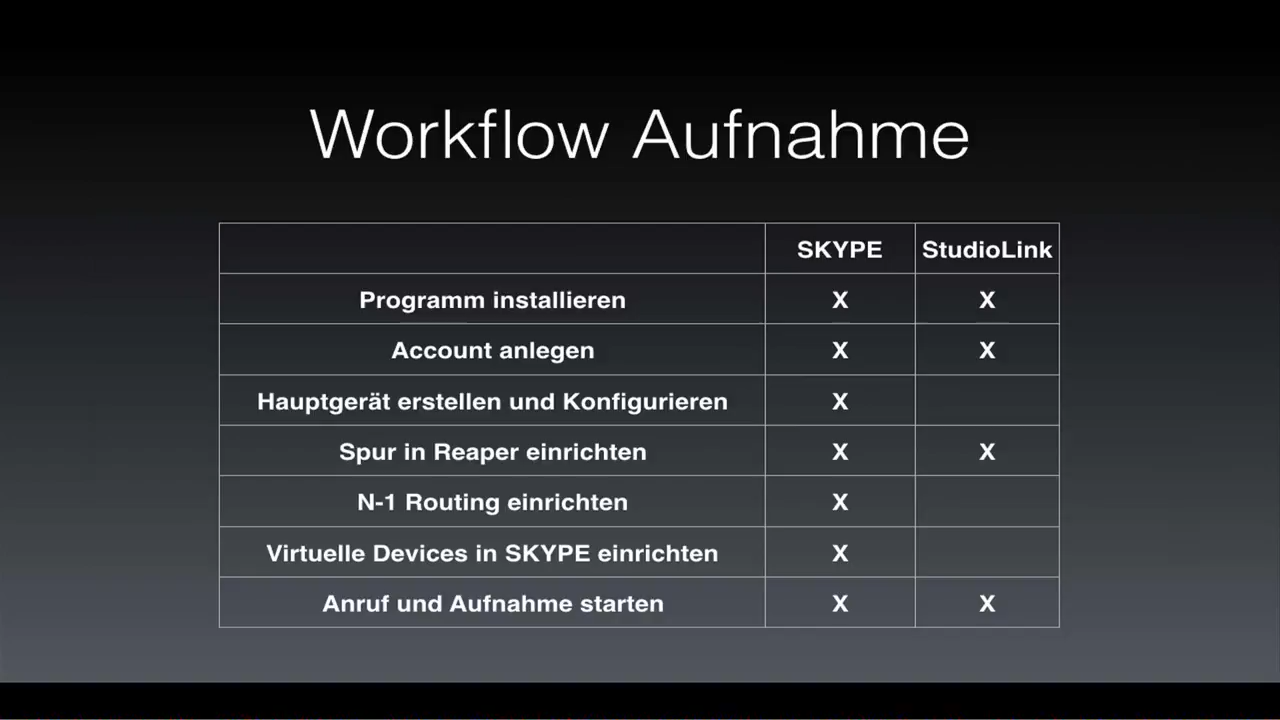 Workflow Aufnahme
SKYPE StudioLink
Programm installieren X X
Account anlegen X X
Hauptgerät erstellen und Konfigurieren X
Spur in Reaper einrichten X X
N-1 Routing einrichten X
Virtuelle Devices in SKYPE einrichten X
Anruf und Aufnahme starten X X